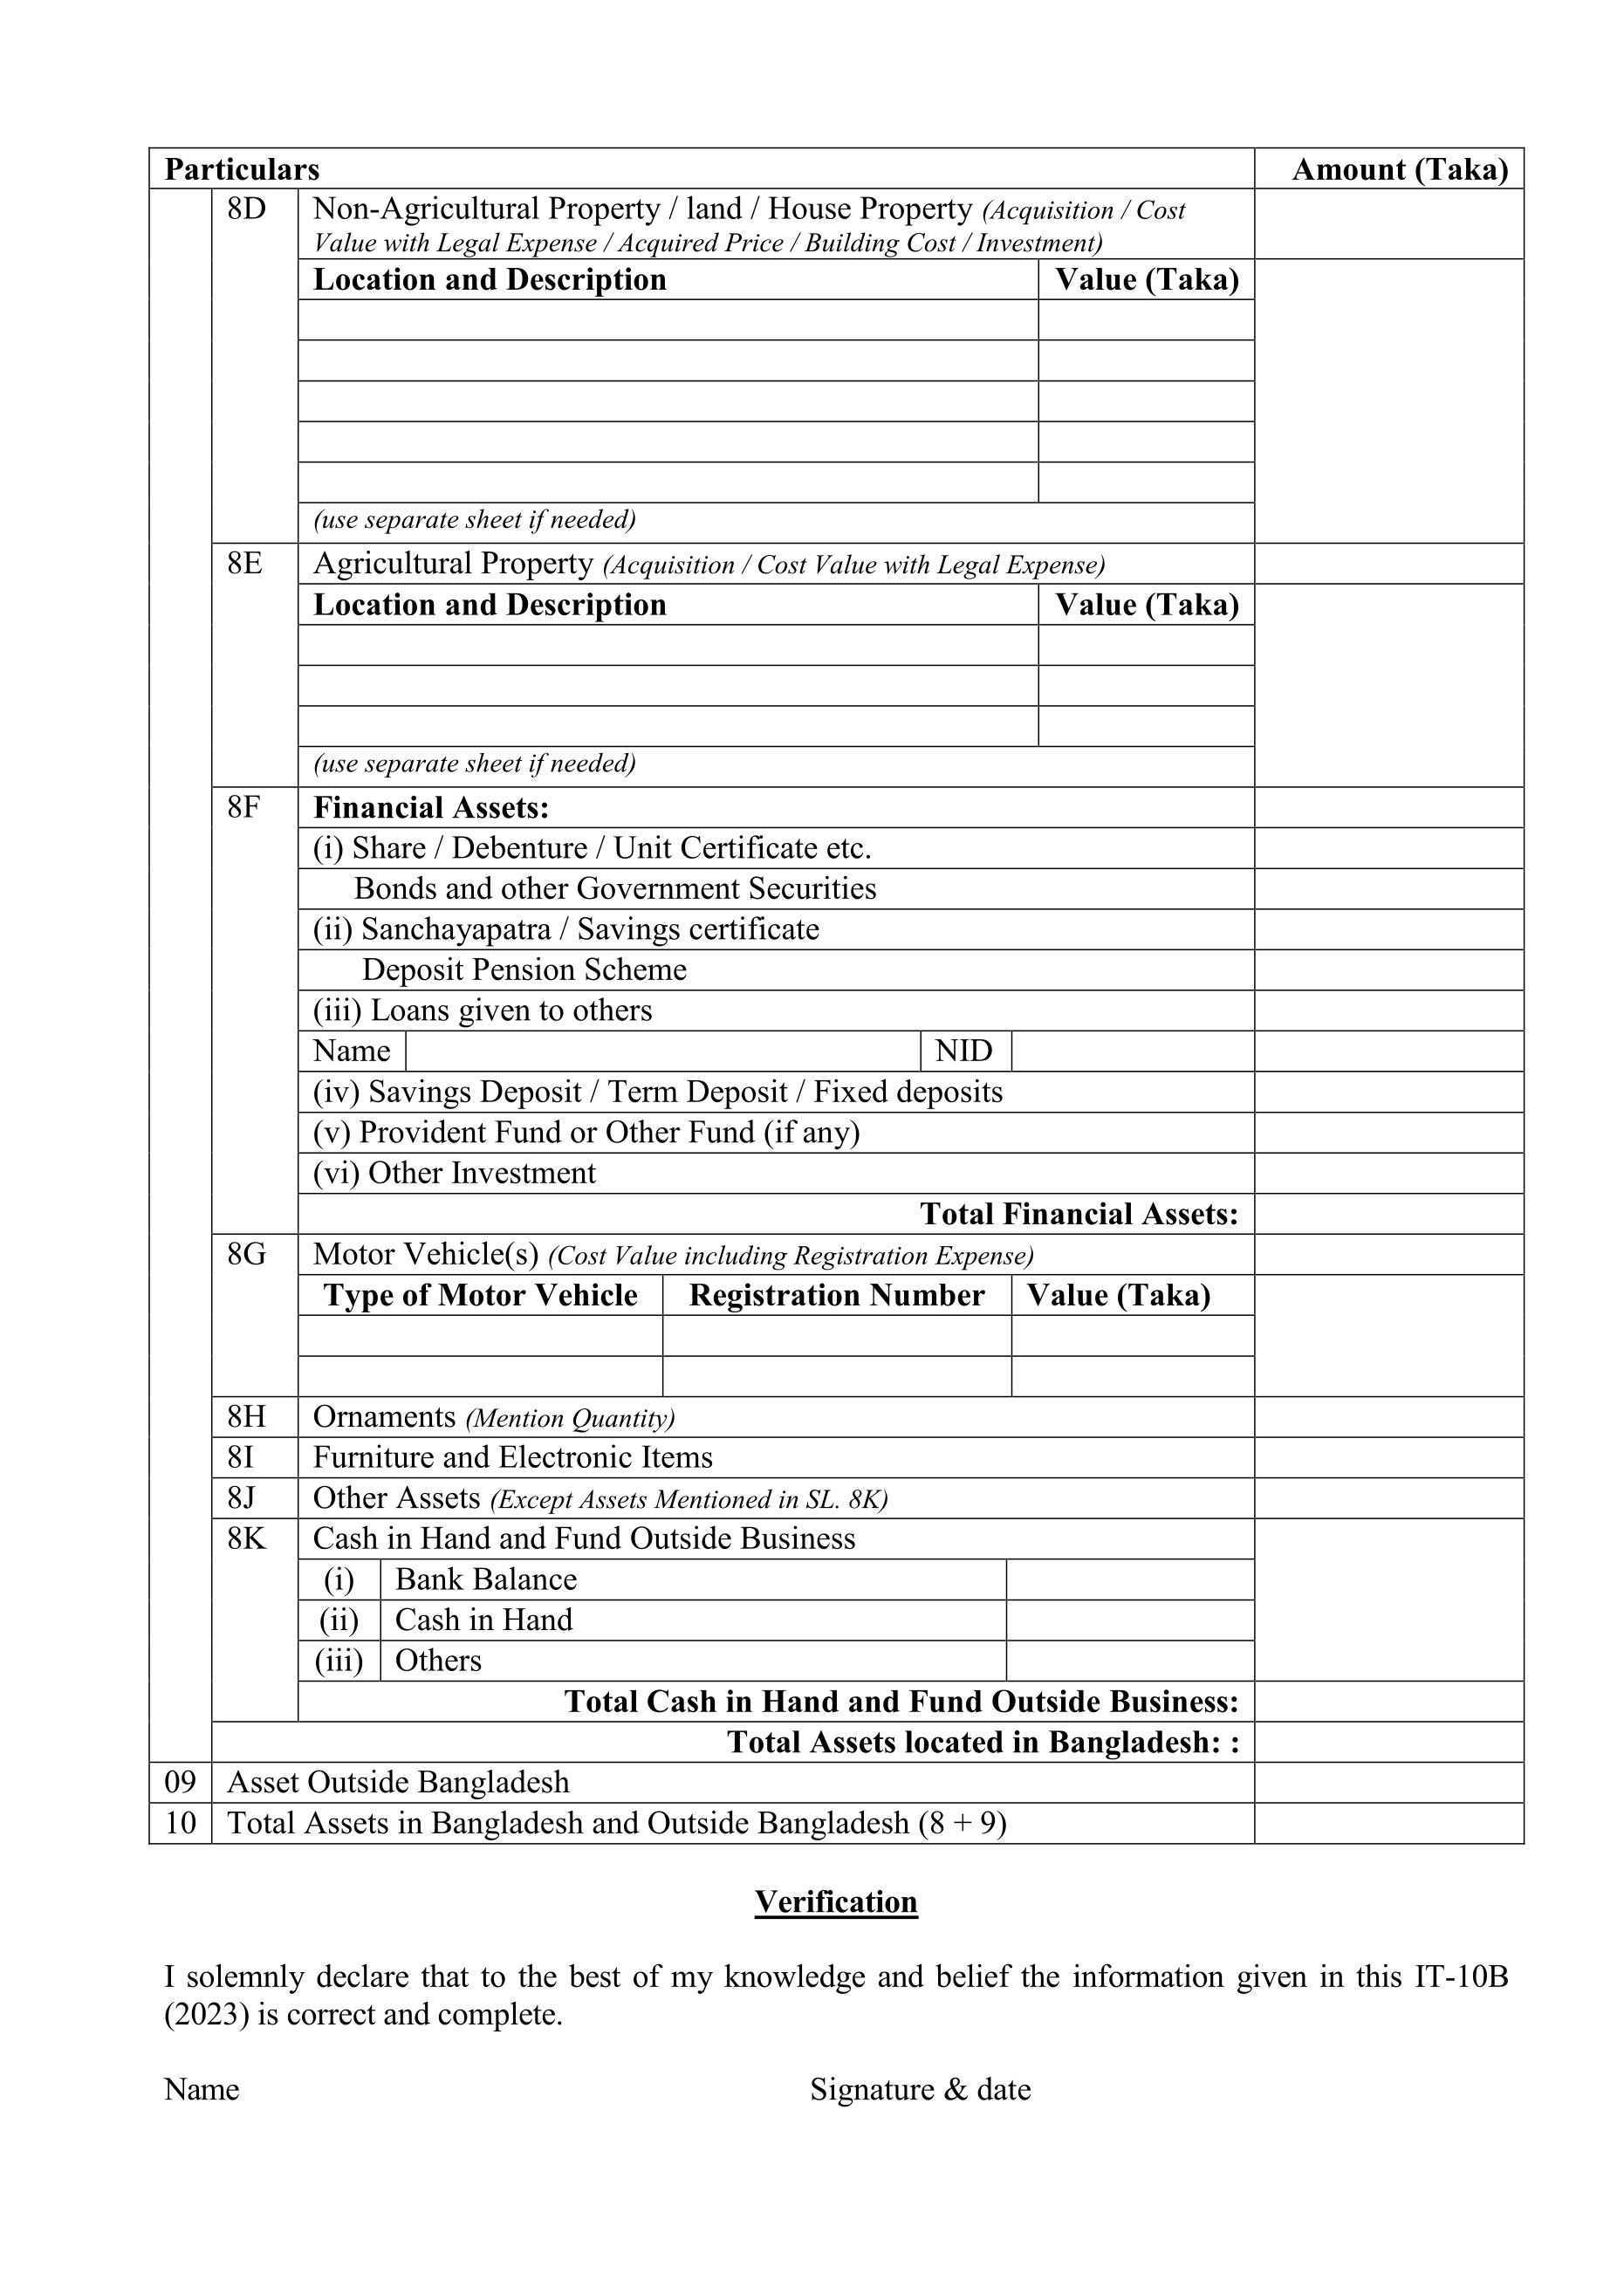 Particulars Amount (Taka)
8D Non-Agricultural Property / land / House Property (Acquisition / Cost
Value with Legal Expense / Acquired Price / Building Cost / Investment)
Location and Description Value (Taka)
(use separate sheet if needed)
8E Agricultural Property (Acquisition / Cost Value with Legal Expense)
Location and Description Value (Taka)
(use separate sheet if needed)
8F Financial Assets:
(i) Share / Debenture / Unit Certificate etc.
Bonds and other Government Securities
(ii) Sanchayapatra / Savings certificate
Deposit Pension Scheme
(iii) Loans given to others
Name NID
(iv) Savings Deposit / Term Deposit / Fixed deposits
(v) Provident Fund or Other Fund (if any)
(vi) Other Investment
Total Financial Assets:
8G Motor Vehicle(s) (Cost Value including Registration Expense)
Type of Motor Vehicle Registration Number Value (Taka)
8H Ornaments (Mention Quantity)
8I Furniture and Electronic Items
8J Other Assets (Except Assets Mentioned in SL. 8K)
8K Cash in Hand and Fund Outside Business
(i) Bank Balance
(ii) Cash in Hand
(iii) Others
Total Cash in Hand and Fund Outside Business:
Total Assets located in Bangladesh: :
09 Asset Outside Bangladesh
10 Total Assets in Bangladesh and Outside Bangladesh (8 + 9)
Verification
I solemnly declare that to the best of my knowledge and belief the information given in this IT-10B
(2023) is correct and complete.
Name Signature & date